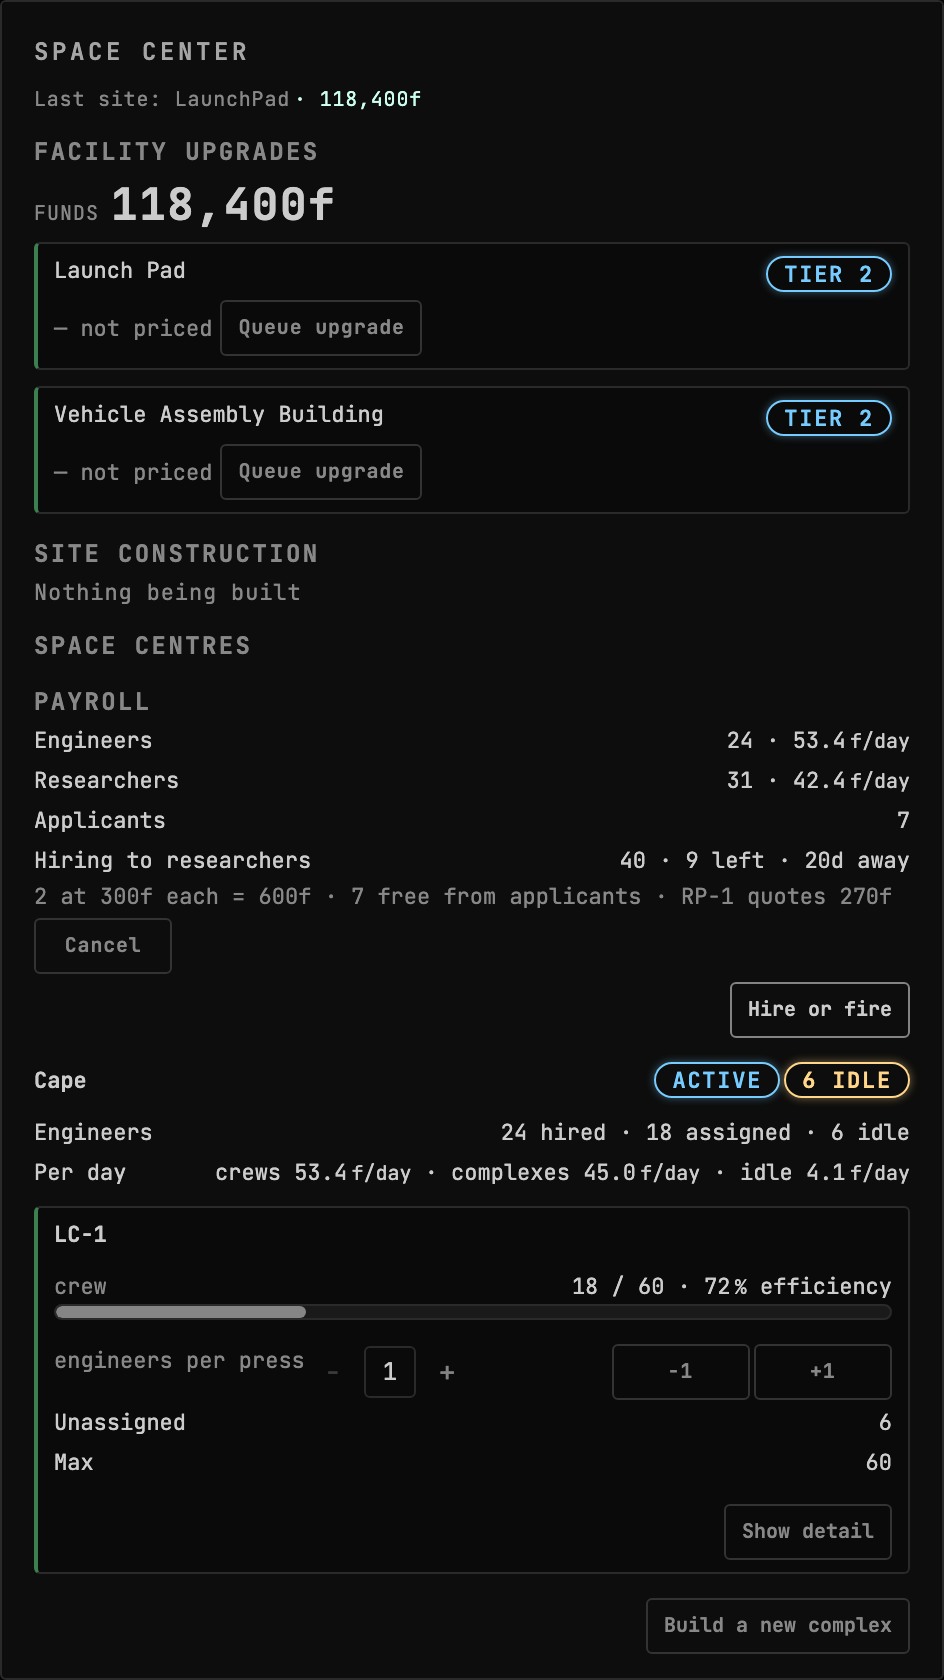 SPACE CENTER
Last site: LaunchPad · 118,400f
FACILITY UPGRADES
FUNDS 118,400f
Launch Pad TIER 2
— not priced Queue upgrade
Vehicle Assembly Building TIER 2
— not priced Queue upgrade
SITE CONSTRUCTION
Nothing being built
SPACE CENTRES
PAYROLL
Engineers 24 · 53.4 f/day
Researchers 31 · 42.4 f/day
Applicants 7
Hiring to researchers 40 · 9 left · 20d away
2 at 300f each = 600f · 7 free from applicants · RP-1 quotes 270f
Cancel
Hire or fire
Cape ACTIVE 6 IDLE
Engineers 24 hired · 18 assigned · 6 idle
Per day crews 53.4 f/day · complexes 45.0 f/day · idle 4.1 f/day
LC-1
crew 18 / 60 · 72% efficiency
engineers per press - 1 + -1 +1
Unassigned 6
Max 60
Show detail
Build a new complex